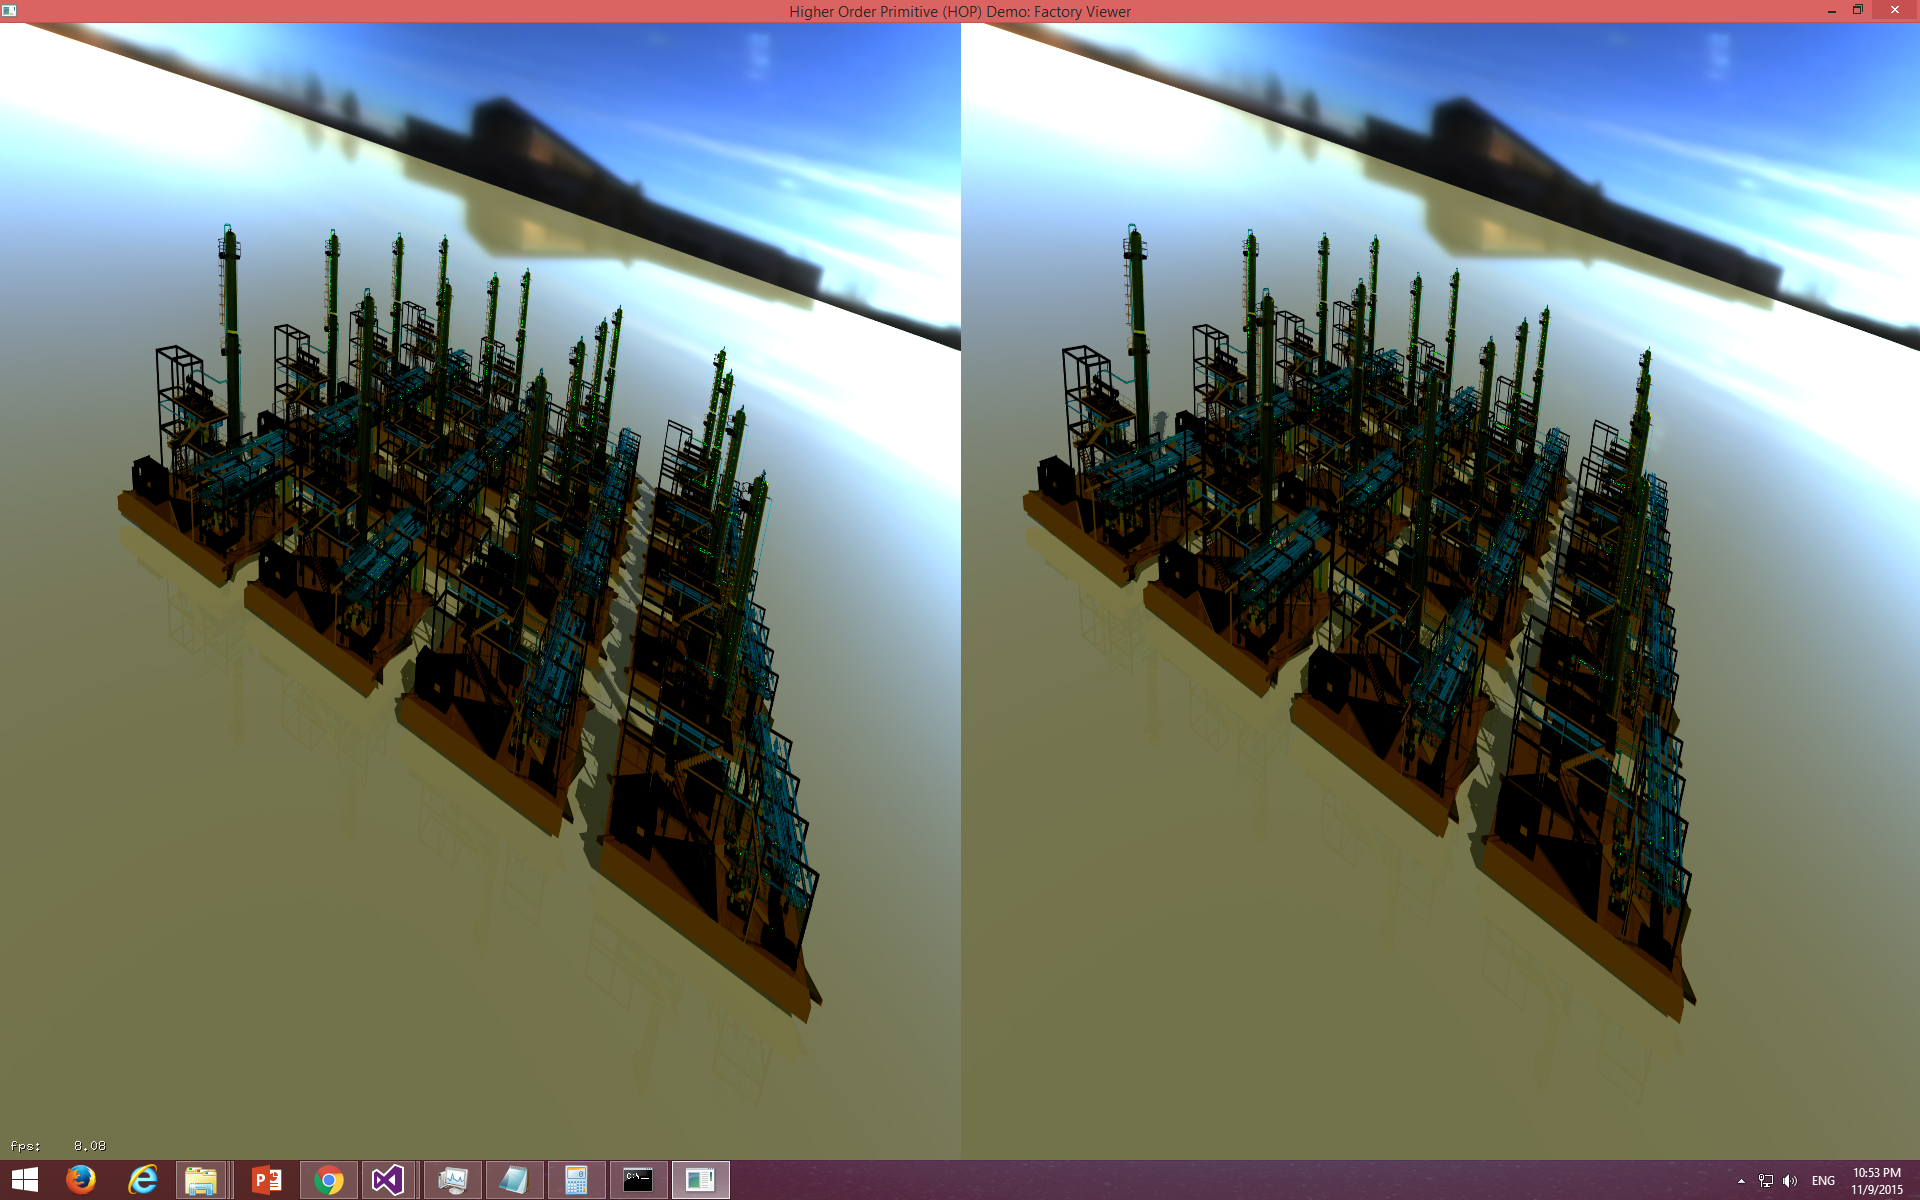 Higher Order Primitive (HOP) Demo: Factory Viewer
fps: 8.08
C:\_
ENG
10:53 PM
11/9/2015